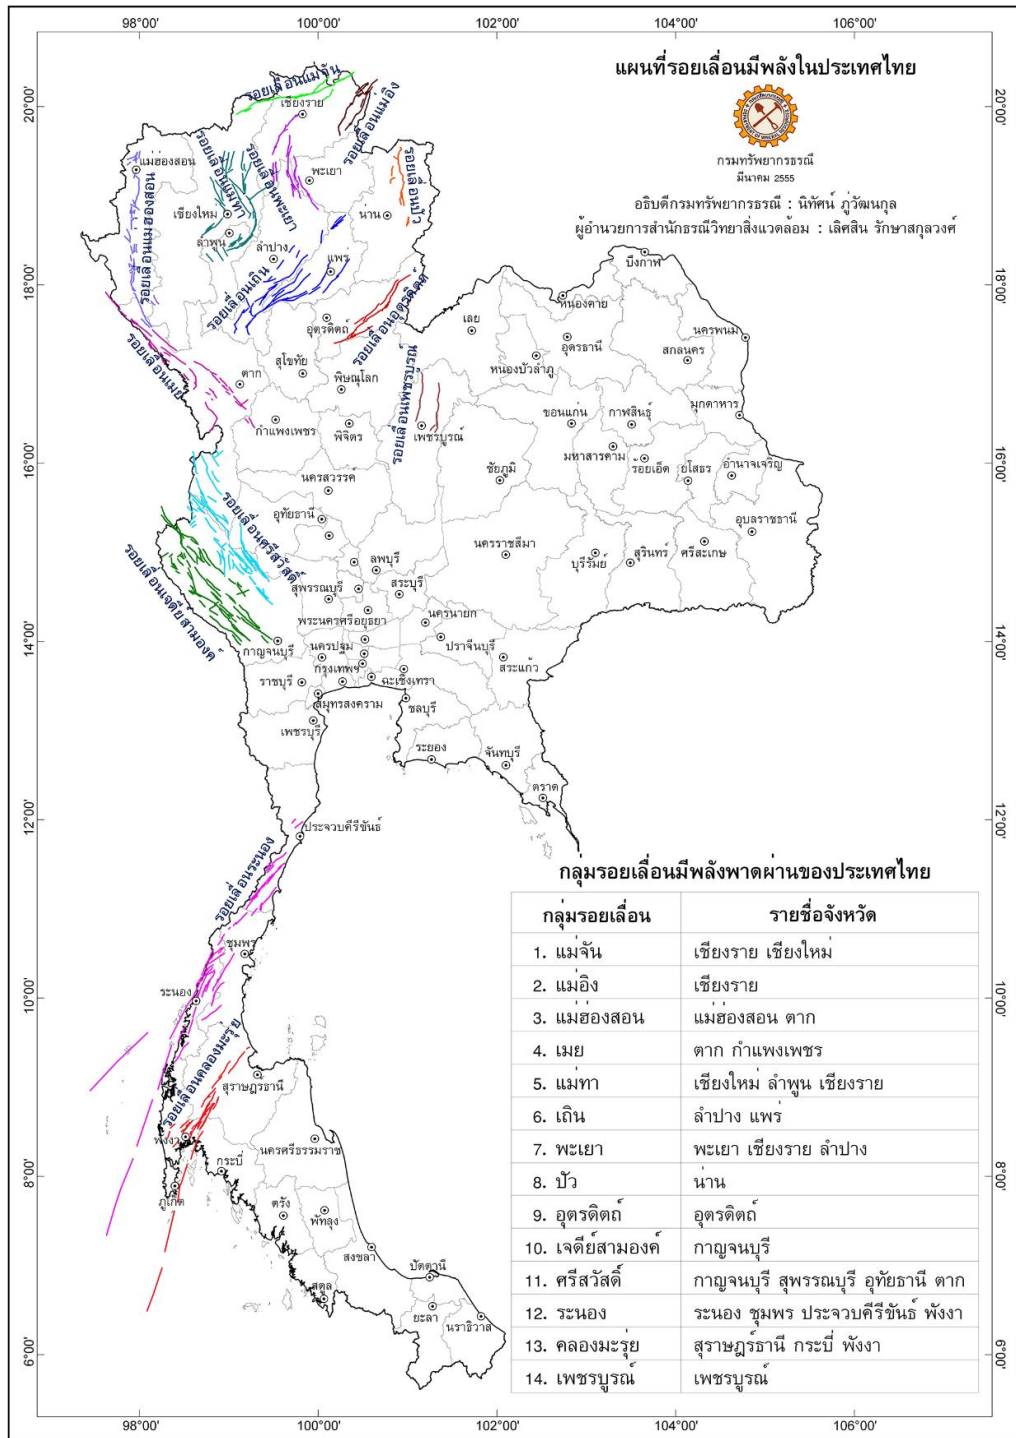 98°00'
100°00'
102°00'
104°00'
106°00'
แผนที่รอยเลื่อนมีพลังในประเทศไทย
กรมทรัพยากรธรณี
มีนาคม 2555
อธิบดีกรมทรัพยากรธรณี : นิทัศน์ ภู่วัฒนกุล
ผู้อำนวยการสำนักธรณีวิทยาสิ่งแวดล้อม : เลิศสิน รักษาสกุลวงศ์
20°00'
20°00'
รอยเลื่อนแม่จัน
เชียงราย
รอยเลื่อนแม่อิง
แม่ฮ่องสอน
รอยเลื่อนแม่ฮ่องสอน
รอยเลื่อนแม่ทา
รอยเลื่อนพะเยา
พะเยา
รอยเลื่อนปัว
น่าน
เชียงใหม่
ลำพูน
ลำปาง
แพร่
รอยเลื่อนเถิน
รอยเลื่อนอุตรดิตถ์
บึงกาฬ
18°00'
18°00'
หนองคาย
เลย
อุดรธานี
นครพนม
สกลนคร
หนองบัวลำภู
อุตรดิตถ์
รอยเลื่อนเมย
สุโขทัย
ตาก
พิษณุโลก
รอยเลื่อนเพชรบูรณ์
เพชรบูรณ์
กำแพงเพชร
พิจิตร
ขอนแก่น
กาฬสินธุ์
มุกดาหาร
มหาสารคาม
ร้อยเอ็ด
ยโสธร
อำนาจเจริญ
16°00'
16°00'
ชัยภูมิ
นครสวรรค์
อุทัยธานี
รอยเลื่อนศรีสวัสดิ์
รอยเลื่อนเจดีย์สามองค์
อุบลราชธานี
นครราชสีมา
บุรีรัมย์
สุรินทร์
ศรีสะเกษ
ลพบุรี
สระบุรี
สุพรรณบุรี
พระนครศรีอยุธยา
นครนายก
ปราจีนบุรี
สระแก้ว
14°00'
14°00'
กาญจนบุรี
นครปฐม
กรุงเทพฯ
ราชบุรี
ฉะเชิงเทรา
สมุทรสงคราม
ชลบุรี
เพชรบุรี
ระยอง
จันทบุรี
ตราด
12°00'
12°00'
ประจวบคีรีขันธ์
รอยเลื่อนระนอง
ชุมพร
ระนอง
10°00'
10°00'
รอยเลื่อนคลองมะรุ่ย
สุราษฎร์ธานี
พังงา
กระบี่
นครศรีธรรมราช
8°00'
8°00'
ภูเก็ต
ตรัง
พัทลุง
สงขลา
ปัตตานี
สตูล
ยะลา
นราธิวาส
6°00'
6°00'
กลุ่มรอยเลื่อนมีพลังพาดผ่านของประเทศไทย
กลุ่มรอยเลื่อน รายชื่อจังหวัด
1. แม่จัน เชียงราย เชียงใหม่
2. แม่อิง เชียงราย
3. แม่ฮ่องสอน แม่ฮ่องสอน ตาก
4. เมย ตาก กำแพงเพชร
5. แม่ทา เชียงใหม่ ลำพูน เชียงราย
6. เถิน ลำปาง แพร่
7. พะเยา พะเยา เชียงราย ลำปาง
8. ปัว น่าน
9. อุตรดิตถ์ อุตรดิตถ์
10. เจดีย์สามองค์ กาญจนบุรี
11. ศรีสวัสดิ์ กาญจนบุรี สุพรรณบุรี อุทัยธานี ตาก
12. ระนอง ระนอง ชุมพร ประจวบคีรีขันธ์ พังงา
13. คลองมะรุ่ย สุราษฎร์ธานี กระบี่ พังงา
14. เพชรบูรณ์ เพชรบูรณ์
98°00'
100°00'
102°00'
104°00'
106°00'